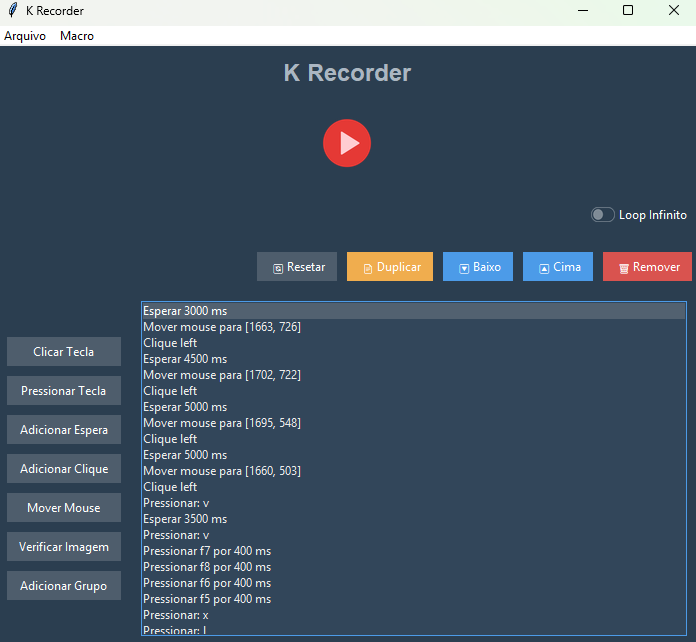 K Recorder
Arquivo Macro
K Recorder
Loop Infinito
Resetar Duplicar Baixo Cima Remover
Clicar Tecla
Pressionar Tecla
Adicionar Espera
Adicionar Clique
Mover Mouse
Verificar Imagem
Adicionar Grupo
Esperar 3000 ms
Mover mouse para [1663, 726]
Clique left
Esperar 4500 ms
Mover mouse para [1702, 722]
Clique left
Esperar 5000 ms
Mover mouse para [1695, 548]
Clique left
Esperar 5000 ms
Mover mouse para [1660, 503]
Clique left
Pressionar: v
Esperar 3500 ms
Pressionar: v
Pressionar f7 por 400 ms
Pressionar f8 por 400 ms
Pressionar f6 por 400 ms
Pressionar f5 por 400 ms
Pressionar: x
Pressionar: